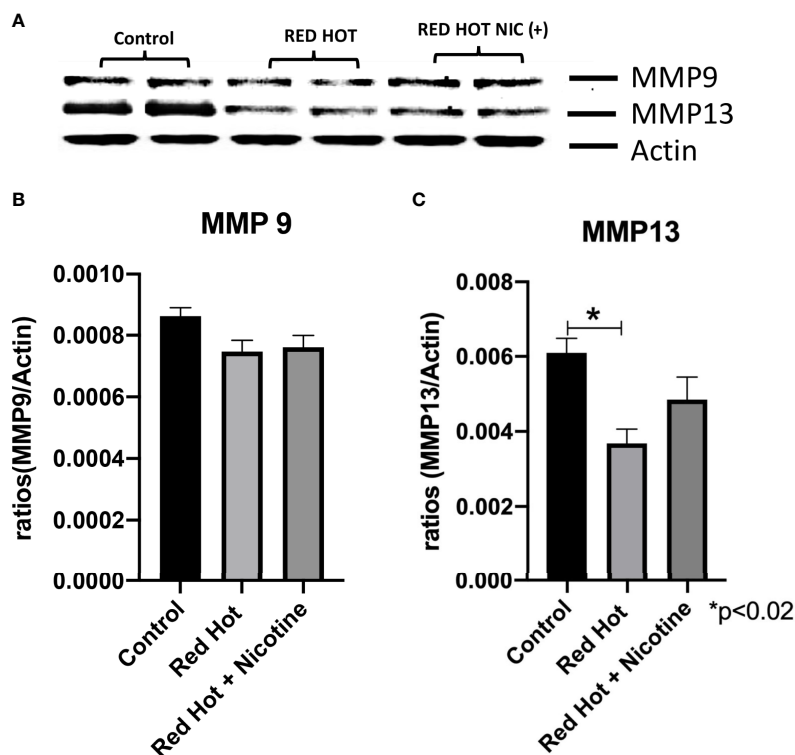 A
Control
RED HOT
RED HOT NIC (+)
MMP9
MMP13
Actin
B
MMP 9
ratios(MMP9/Actin)
0.0010
0.0008
0.0006
0.0004
0.0002
0.0000
Control
Red Hot
Red Hot + Nicotine
C
MMP13
ratios (MMP13/Actin)
0.008
0.006
0.004
0.002
0.000
*
Control
Red Hot
Red Hot + Nicotine
*p<0.02